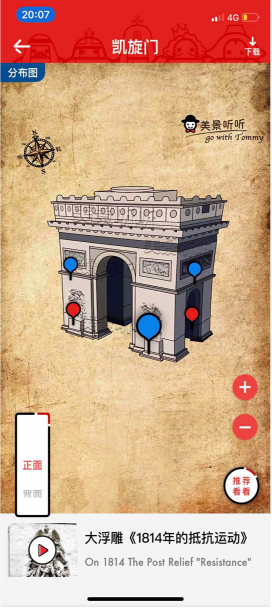 20:07
4G
凯旋门
下载
分布图
美景听听
go with Tommy
正面
背面
推荐
看看
大浮雕《1814年的抵抗运动》
On 1814 The Post Relief "Resistance"